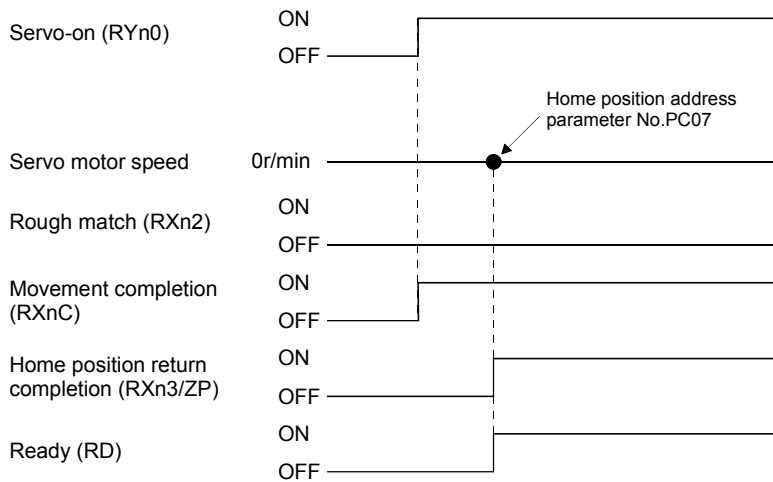 Servo-on (RYn0)
ON
OFF
Home position address
parameter No.PC07
Servo motor speed
0r/min
Rough match (RXn2)
ON
OFF
Movement completion
(RXnC)
ON
OFF
Home position return
completion (RXn3/ZP)
ON
OFF
Ready (RD)
ON
OFF